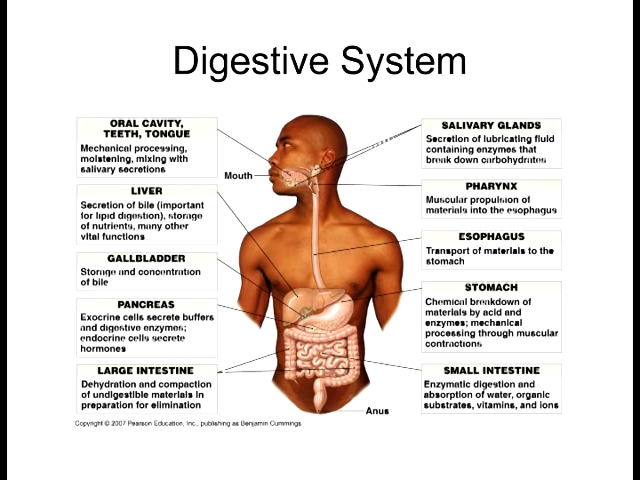 Digestive System
ORAL CAVITY,
TEETH, TONGUE
Mechanical processing,
moistening, mixing with
salivary secretions
LIVER
Secretion of bile (important
for lipid digestion), storage
of nutrients, many other
vital functions
GALLBLADDER
Storage and concentration
of bile
PANCREAS
Exocrine cells secrete buffers
and digestive enzymes;
endocrine cells secrete
hormones
LARGE INTESTINE
Dehydration and compaction
of undigestible materials in
preparation for elimination
Mouth
SALIVARY GLANDS
Secretion of lubricating fluid
containing enzymes that
break down carbohydrates
PHARYNX
Muscular propulsion of
materials into the esophagus
ESOPHAGUS
Transport of materials to the
stomach
STOMACH
Chemical breakdown of
materials by acid and
enzymes; mechanical
processing through muscular
contractions
SMALL INTESTINE
Enzymatic digestion and
absorption of water, organic
substrates, vitamins, and ions
Anus
Copyright © 2007 Pearson Education, Inc., publishing as Benjamin Cummings